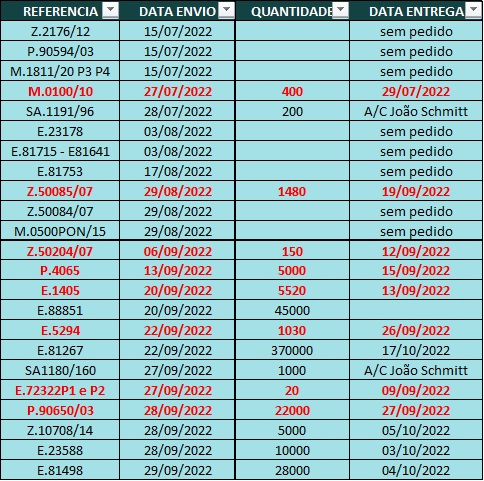 REFERENCIA DATA ENVIO QUANTIDADE DATA ENTREGA
Z.2176/12 15/07/2022 sem pedido
P.90594/03 15/07/2022 sem pedido
M.1811/20 P3 P4 15/07/2022 sem pedido
M.0100/10 27/07/2022 400 29/07/2022
SA.1191/96 28/07/2022 200 A/C João Schmitt
E.23178 03/08/2022 sem pedido
E.81715 - E81641 03/08/2022 sem pedido
E.81753 17/08/2022 sem pedido
Z.50085/07 29/08/2022 1480 19/09/2022
Z.50084/07 29/08/2022 sem pedido
M.0500PON/15 29/08/2022 sem pedido
Z.50204/07 06/09/2022 150 12/09/2022
P.4065 13/09/2022 5000 15/09/2022
E.1405 20/09/2022 5520 13/09/2022
E.88851 20/09/2022 45000
E.5294 22/09/2022 1030 26/09/2022
E.81267 22/09/2022 370000 17/10/2022
SA1180/160 27/09/2022 1000 A/C João Schmitt
E.72322P1 e P2 27/09/2022 20 09/09/2022
P.90650/03 28/09/2022 22000 27/09/2022
Z.10708/14 28/09/2022 5000 05/10/2022
E.23588 28/09/2022 10000 03/10/2022
E.81498 29/09/2022 28000 04/10/2022